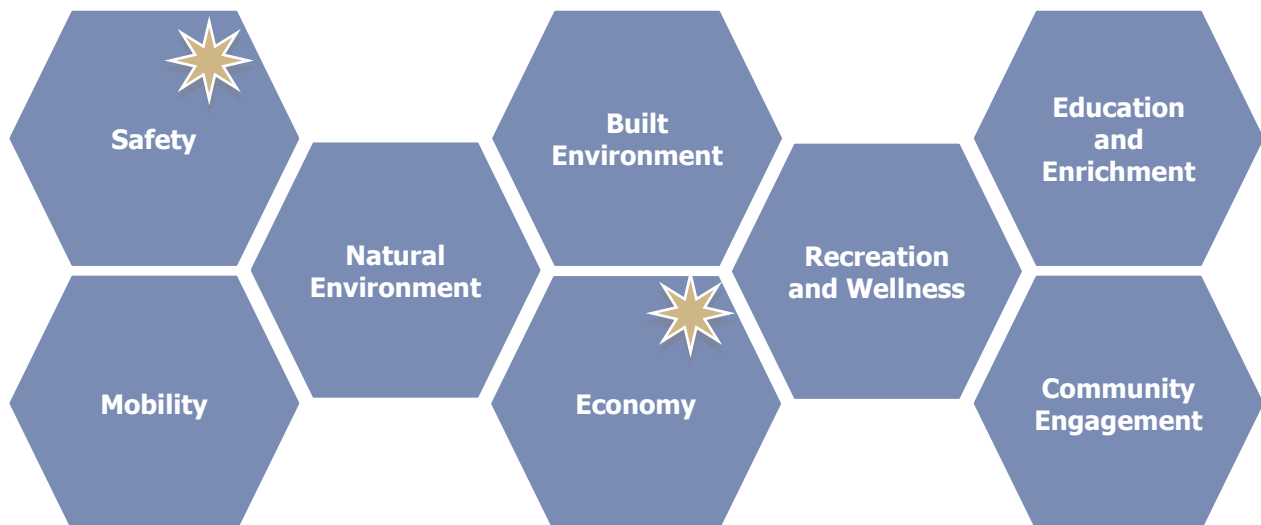 Safety
Built
Environment
Education
and
Enrichment
Natural
Environment
Recreation
and Wellness
Mobility
Economy
Community
Engagement